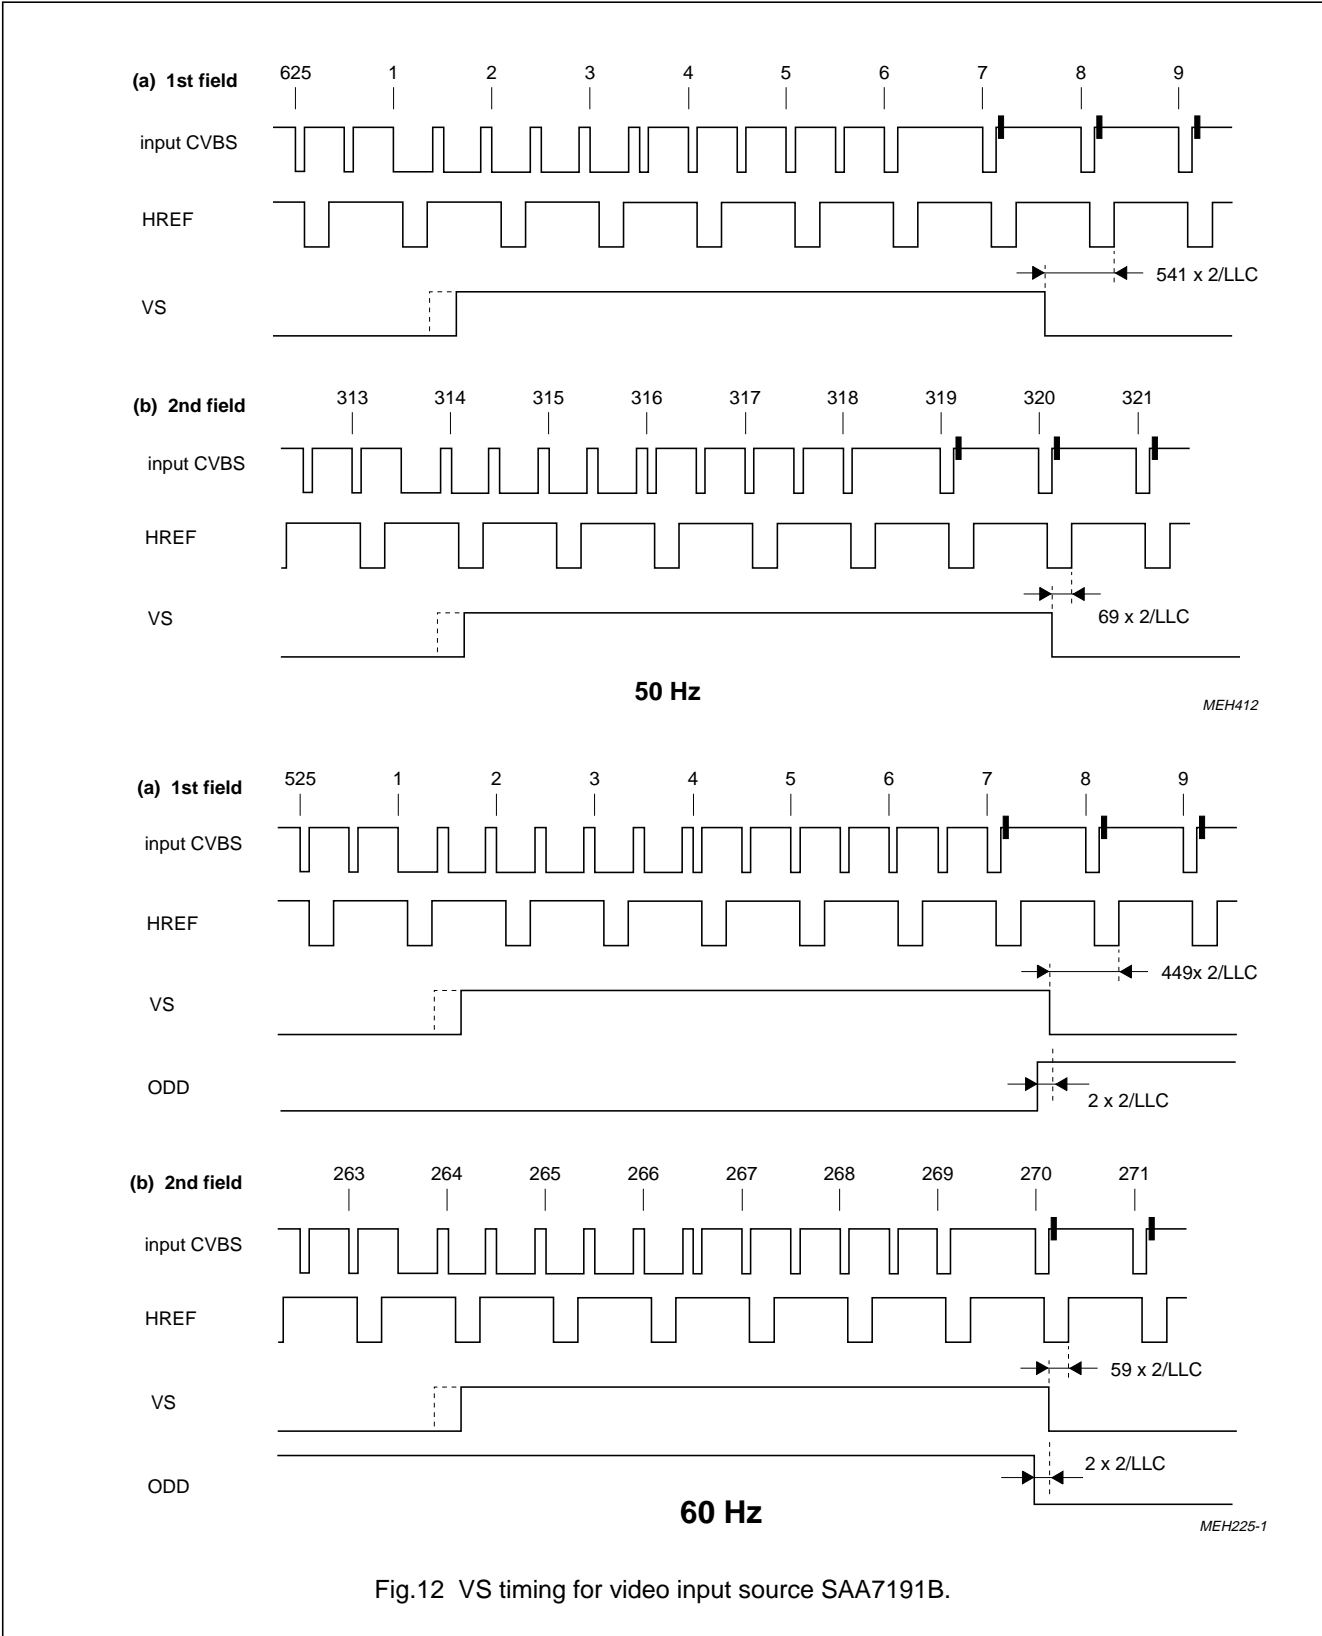 (a) 1st field 625 1 2 3 4 5 6 7 8 9
input CVBS
HREF
541 x 2/LLC
VS
(b) 2nd field 313 314 315 316 317 318 319 320 321
input CVBS
HREF
69 x 2/LLC
VS
50 Hz
MEH412
(a) 1st field 525 1 2 3 4 5 6 7 8 9
input CVBS
HREF
449x 2/LLC
VS
ODD
2 x 2/LLC
(b) 2nd field 263 264 265 266 267 268 269 270 271
input CVBS
HREF
59 x 2/LLC
VS
2 x 2/LLC
ODD
60 Hz
MEH225-1
Fig.12 VS timing for video input source SAA7191B.